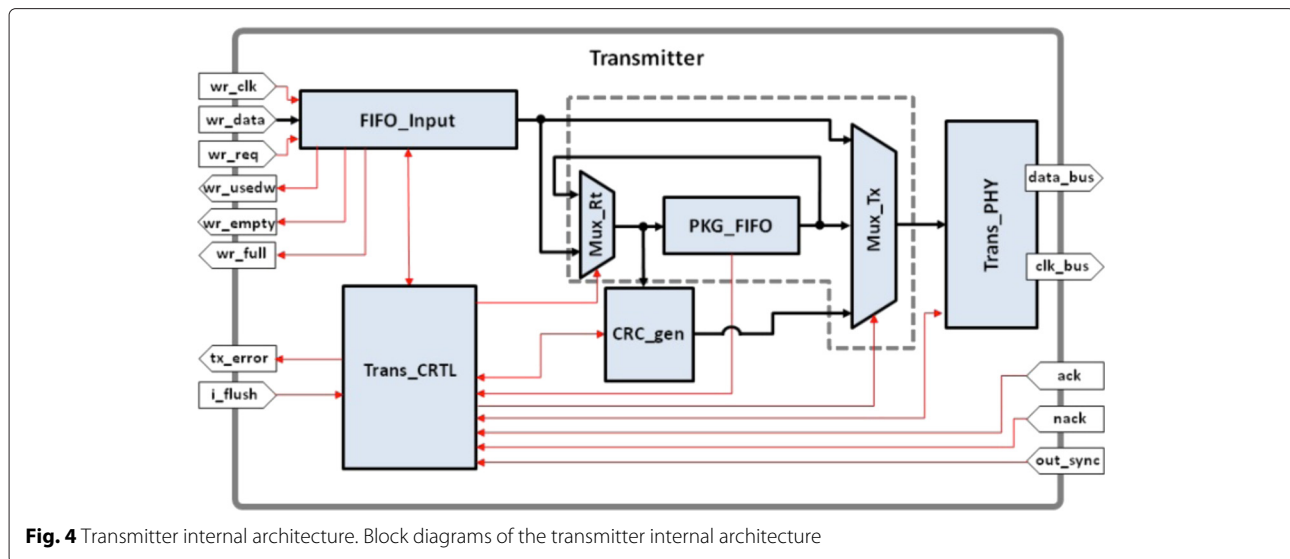 Transmitter
wr_clk
wr_data
wr_req
wr_usedw
wr_empty
wr_full
FIFO_Input
Mux_Rt
PKG_FIFO
Mux_Tx
Trans_PHY
data_bus
clk_bus
CRC_gen
Trans_CRTL
tx_error
i_flush
ack
nack
out_sync
Fig. 4 Transmitter internal architecture. Block diagrams of the transmitter internal architecture